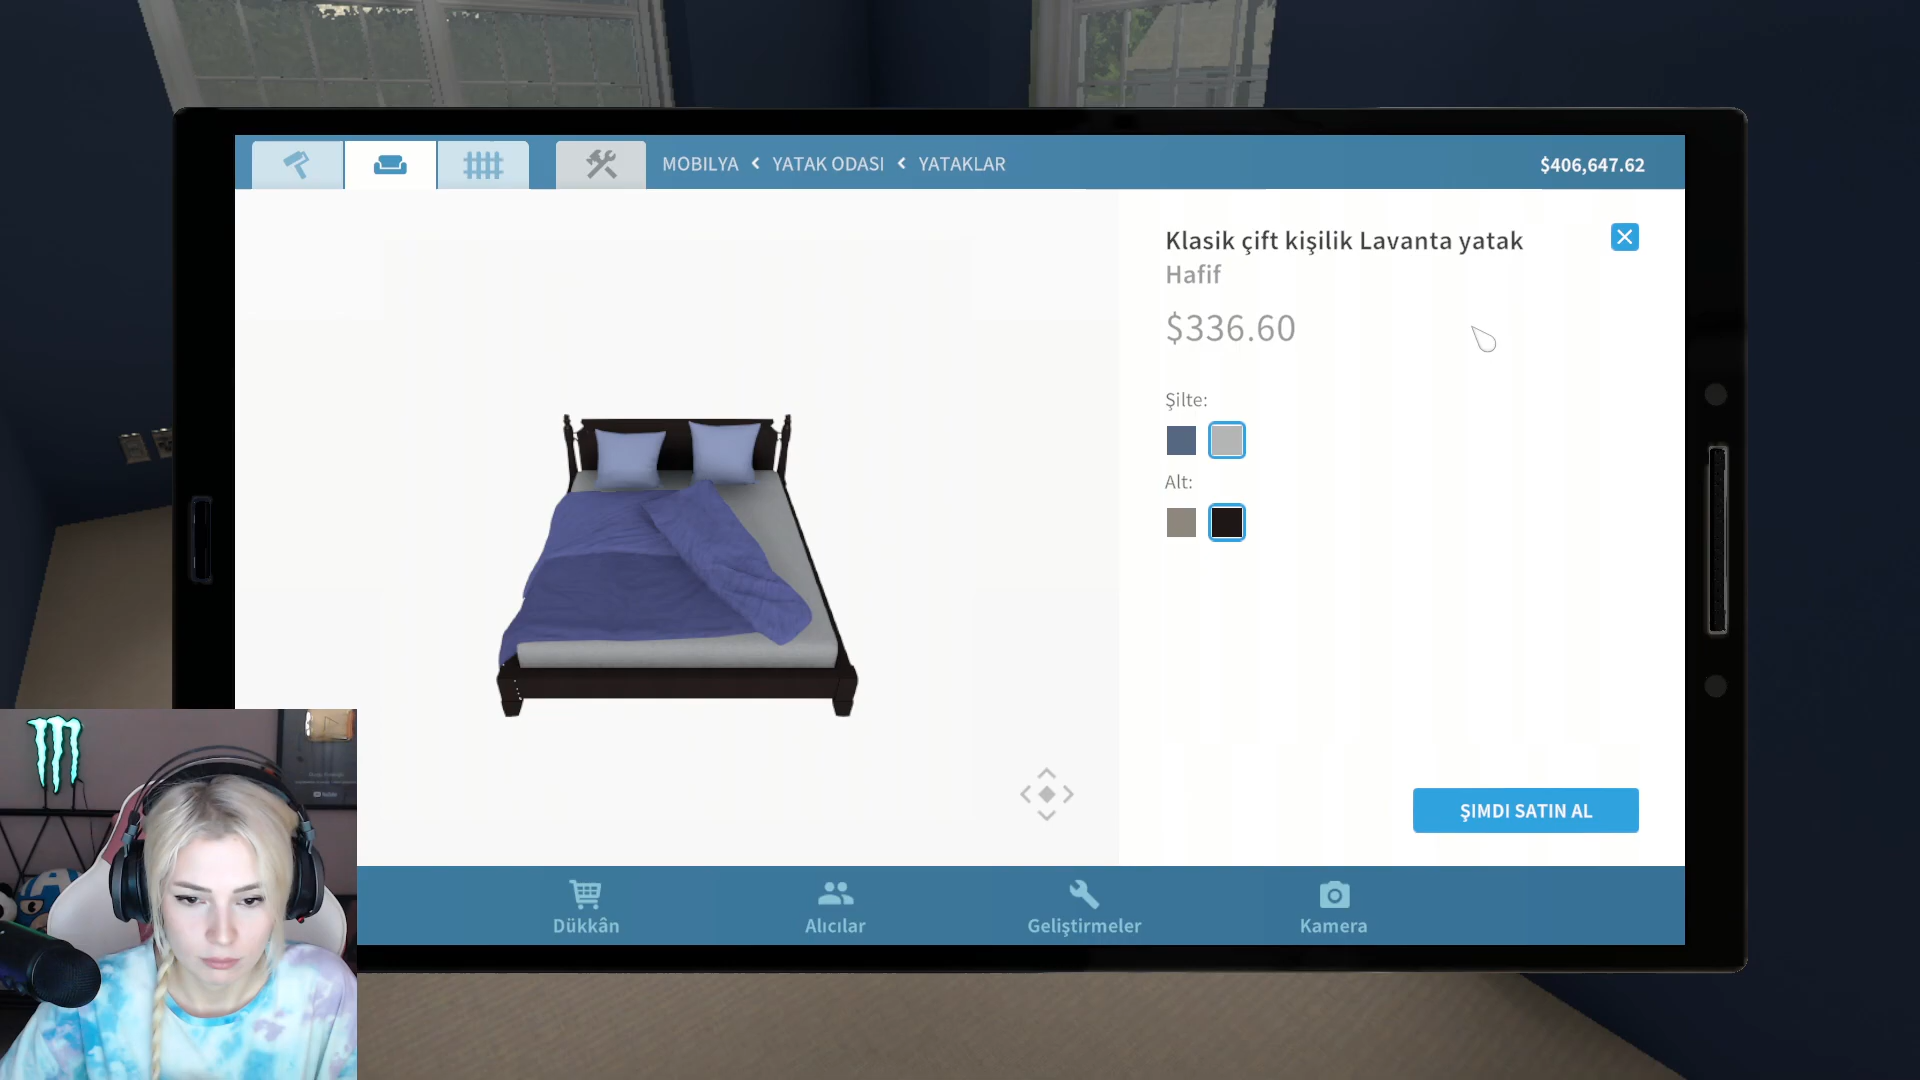 MOBILYA < YATAK ODASI < YATAKLAR
$406,647.62
Klasik çift kişilik Lavanta yatak
Hafif
$336.60
Şilte:
Alt:
ŞIMDI SATIN AL
Dükkân
Alıcılar
Geliştirmeler
Kamera